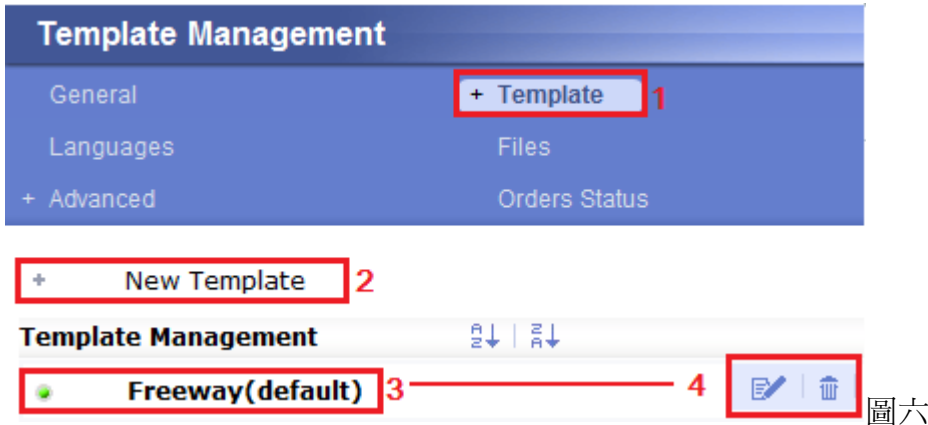 Template Management
General + Template 1
Languages Files
+ Advanced Orders Status
+ New Template 2
Template Management A Z Z A
Freeway(default) 3 4
圖六